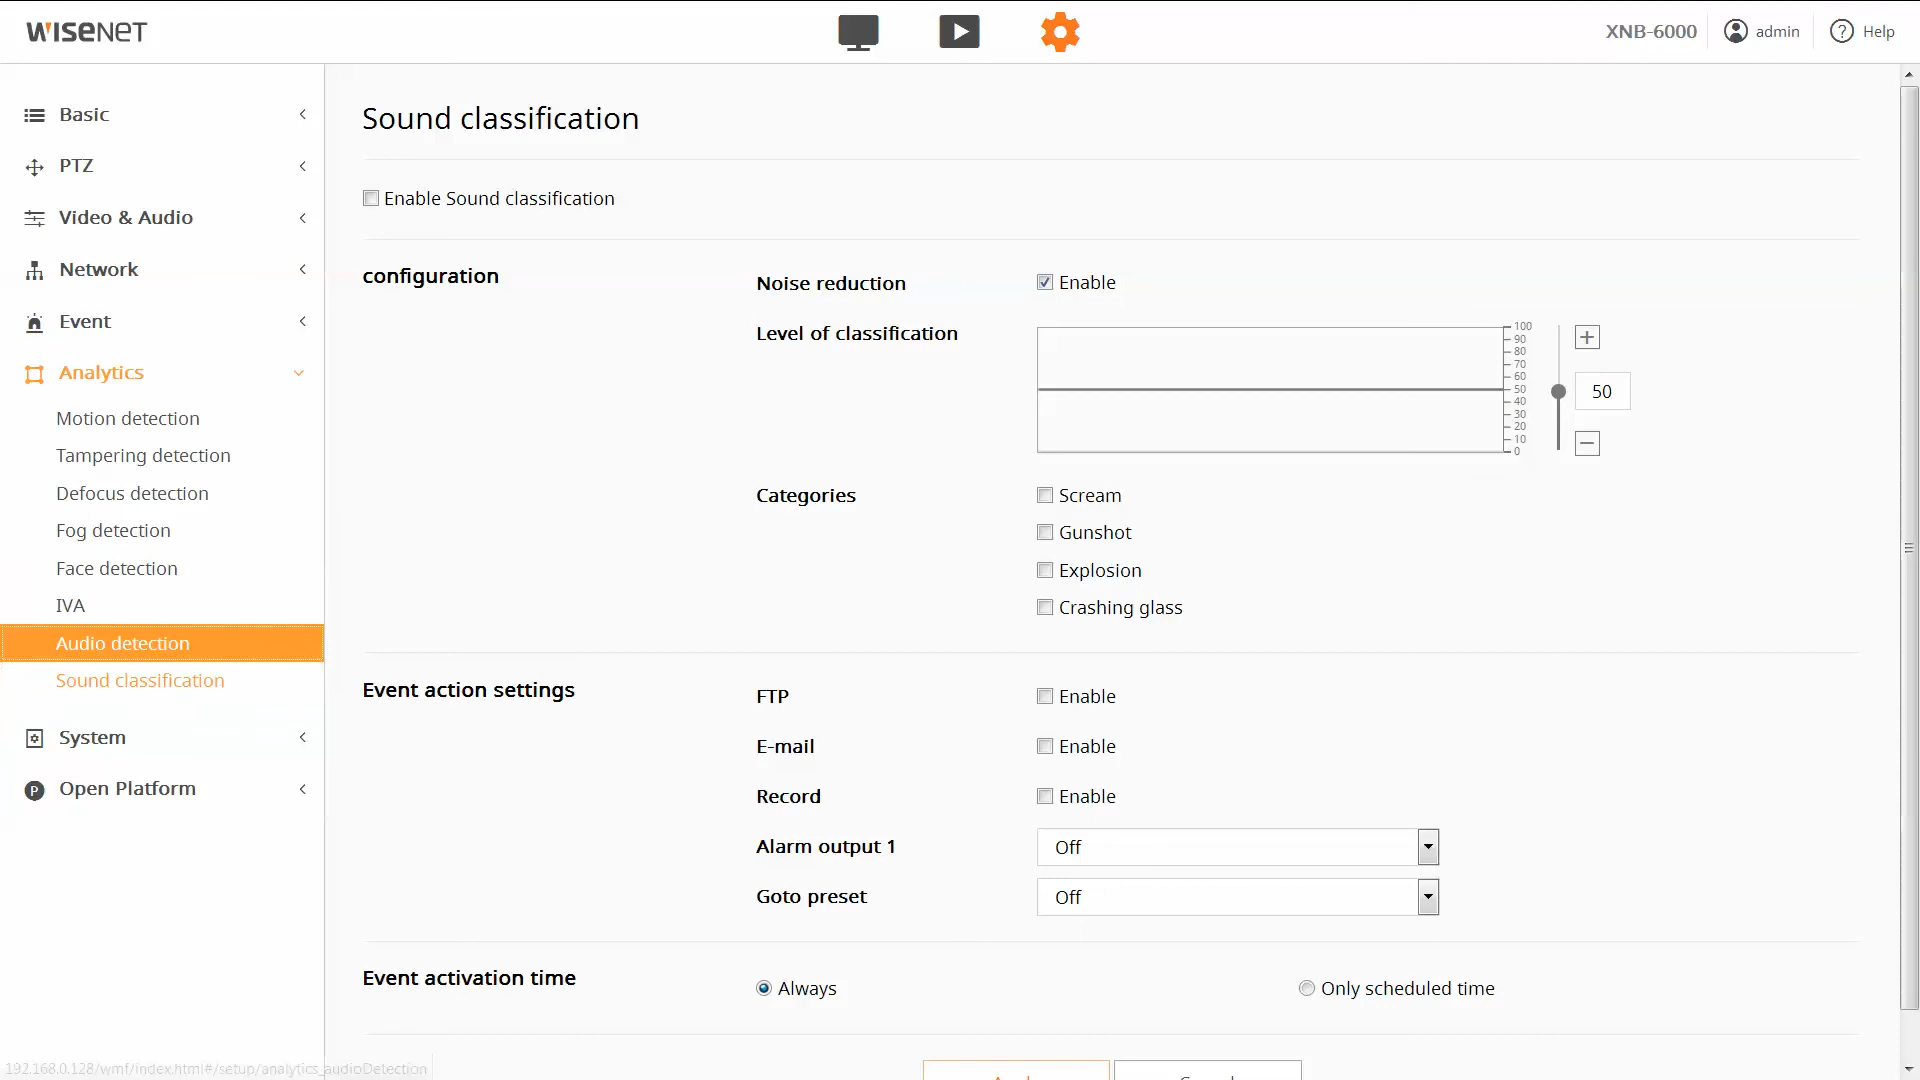 WISENET
XNB-6000
admin
Help
Basic
PTZ
Video & Audio
Network
Event
Analytics
Motion detection
Tampering detection
Defocus detection
Fog detection
Face detection
IVA
Audio detection
Sound classification
System
P
Open Platform
Sound classification
Enable Sound classification
configuration
Noise reduction
Enable
Level of classification
100
90
80
70
60
50
40
30
20
10
0
50
Categories
Scream
Gunshot
Explosion
Crashing glass
Event action settings
FTP
Enable
E-mail
Enable
Record
Enable
Alarm output 1
Off
Goto preset
Off
Event activation time
Always
Only scheduled time
192.168.0.128/wmf/index.html#/setup/analytics_audioDetection